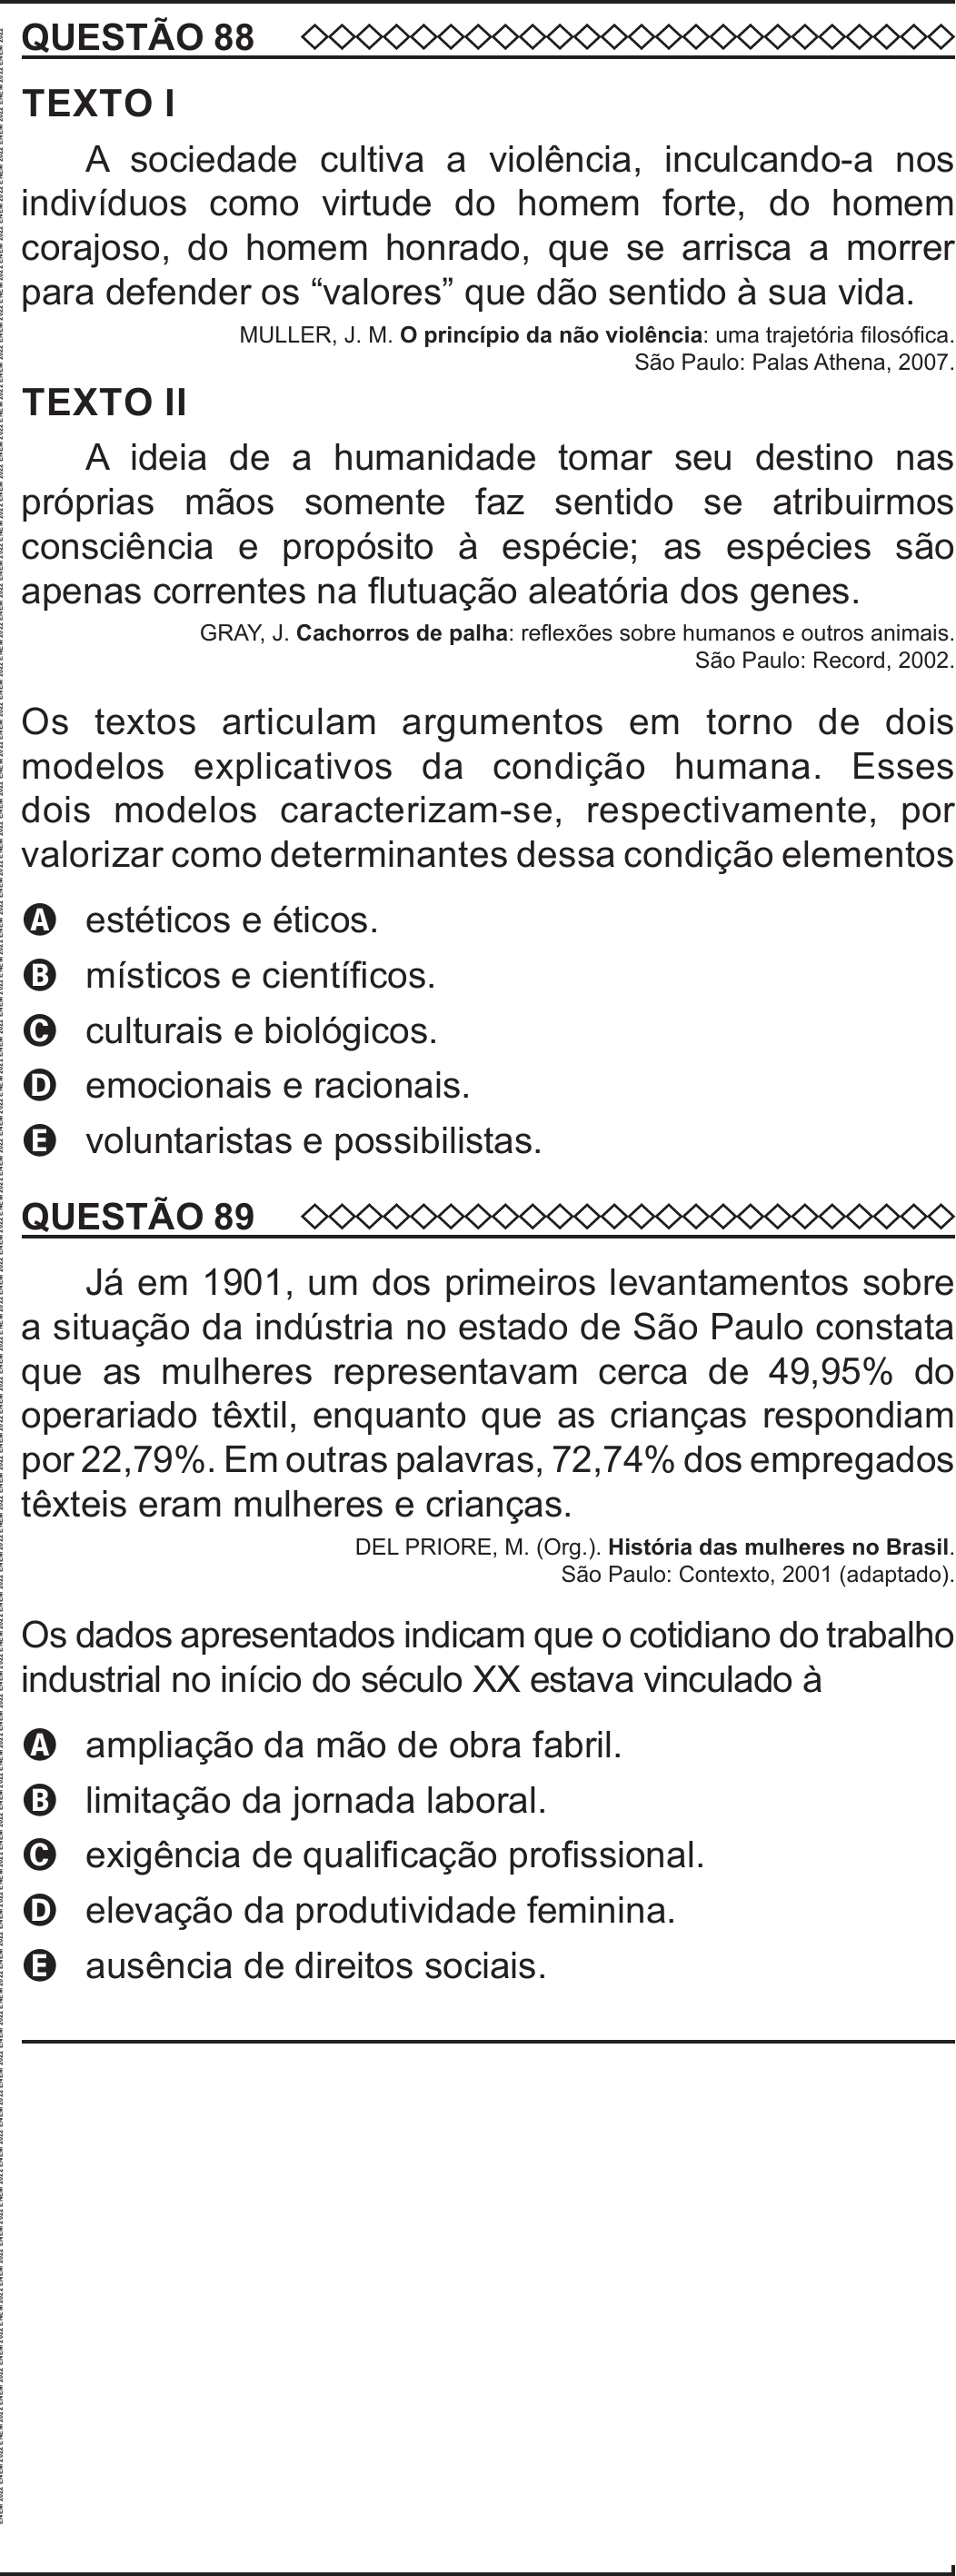 QUESTÃO 88
TEXTO I
A sociedade cultiva a violência, inculcando-a nos
indivíduos como virtude do homem forte, do homem
corajoso, do homem honrado, que se arrisca a morrer
para defender os “valores” que dão sentido à sua vida.
MULLER, J. M. O princípio da não violência: uma trajetória filosófica.
São Paulo: Palas Athena, 2007.
TEXTO II
A ideia de a humanidade tomar seu destino nas
próprias mãos somente faz sentido se atribuirmos
consciência e propósito à espécie; as espécies são
apenas correntes na flutuação aleatória dos genes.
GRAY, J. Cachorros de palha: reflexões sobre humanos e outros animais.
São Paulo: Record, 2002.
Os textos articulam argumentos em torno de dois
modelos explicativos da condição humana. Esses
dois modelos caracterizam-se, respectivamente, por
valorizar como determinantes dessa condição elementos
A estéticos e éticos.
B místicos e científicos.
C culturais e biológicos.
D emocionais e racionais.
E voluntaristas e possibilistas.
QUESTÃO 89
Já em 1901, um dos primeiros levantamentos sobre
a situação da indústria no estado de São Paulo constata
que as mulheres representavam cerca de 49,95% do
operariado têxtil, enquanto que as crianças respondiam
por 22,79%. Em outras palavras, 72,74% dos empregados
têxteis eram mulheres e crianças.
DEL PRIORE, M. (Org.). História das mulheres no Brasil.
São Paulo: Contexto, 2001 (adaptado).
Os dados apresentados indicam que o cotidiano do trabalho
industrial no início do século XX estava vinculado à
A ampliação da mão de obra fabril.
B limitação da jornada laboral.
C exigência de qualificação profissional.
D elevação da produtividade feminina.
E ausência de direitos sociais.